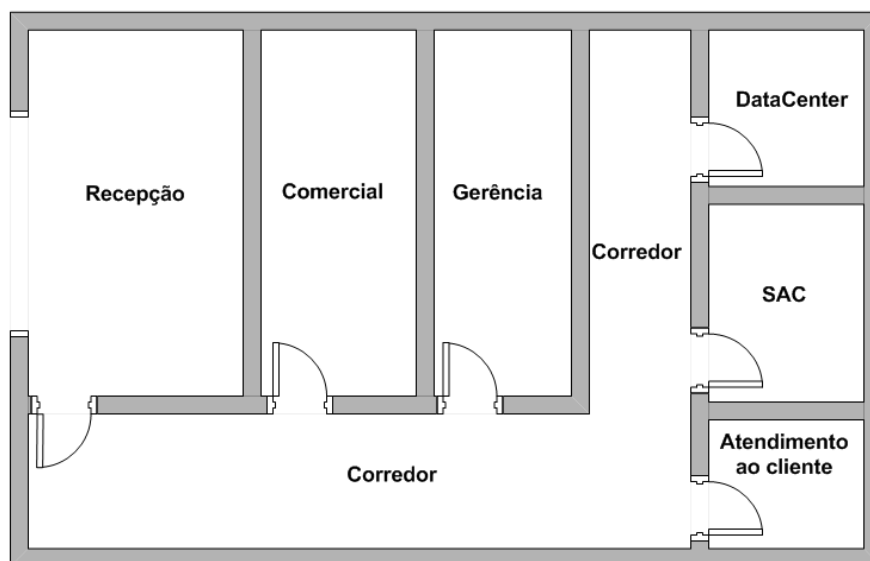 DataCenter
Recepção
Comercial
Gerência
Corredor
SAC
Atendimento
ao cliente
Corredor